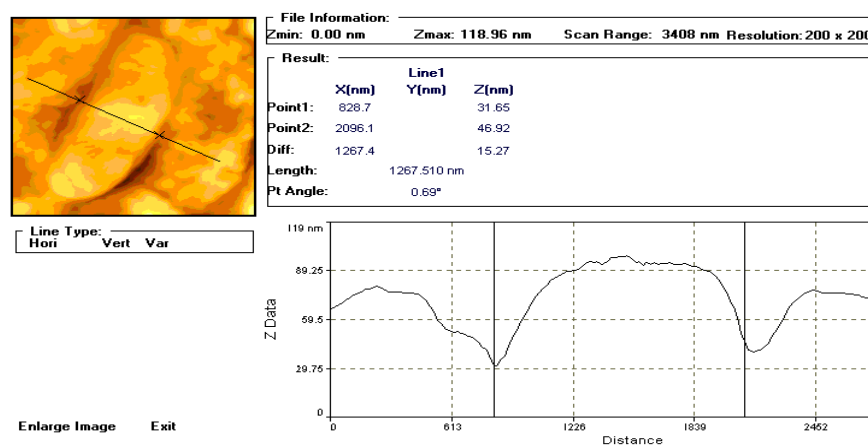 File Information:
Zmin: 0.00 nm Zmax: 118.96 nm Scan Range: 3408 nm Resolution: 200 x 200
Result:
Line1
X(nm) Y(nm) Z(nm)
Point1: 828.7 31.65
Point2: 2096.1 46.92
Diff: 1267.4 15.27
Length: 1267.510 nm
Pt Angle: 0.69°
Line Type:
Hori Vert Var
119 nm
89.25
59.5
29.75
0
Z Data
0 613 1226 1839 2452
Distance
Enlarge Image Exit